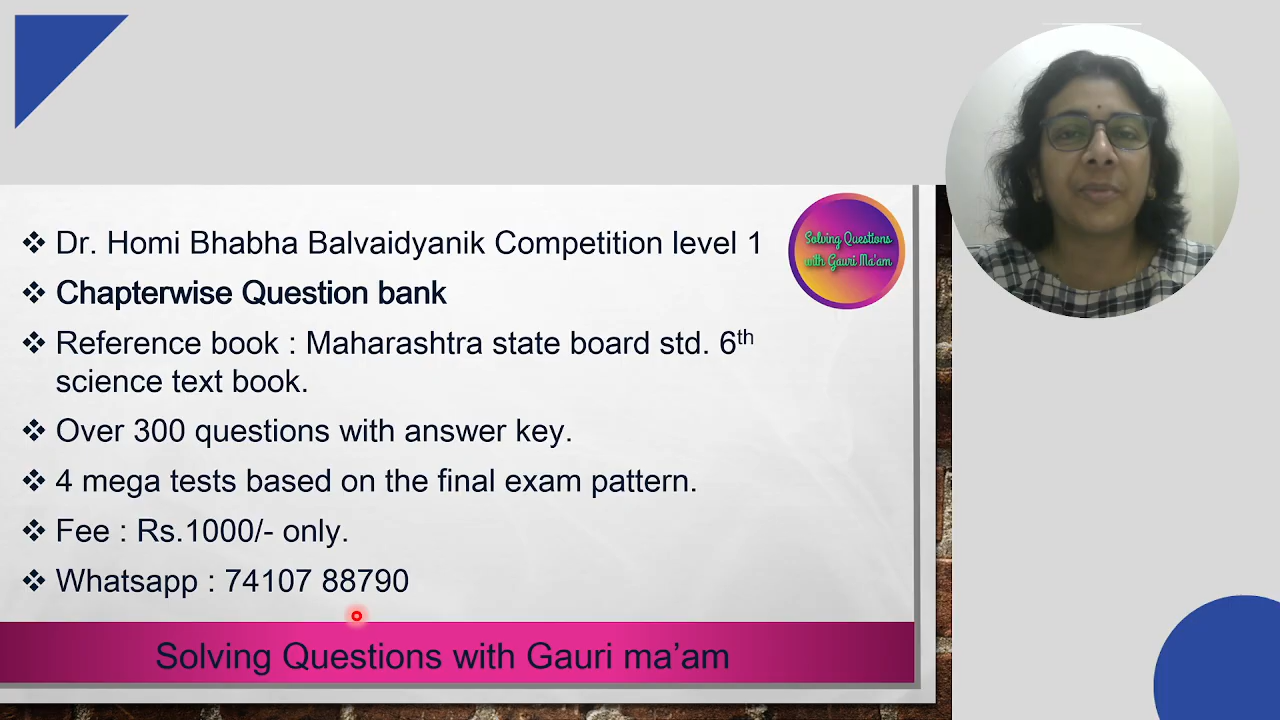 ❖ Dr. Homi Bhabha Balvaidyanik Competition level 1
❖ Chapterwise Question bank
❖ Reference book : Maharashtra state board std. 6th
science text book.
❖ Over 300 questions with answer key.
❖ 4 mega tests based on the final exam pattern.
❖ Fee : Rs.1000/- only.
❖ Whatsapp : 74107 88790
Solving Questions
with Gauri Ma'am
Solving Questions with Gauri ma’am